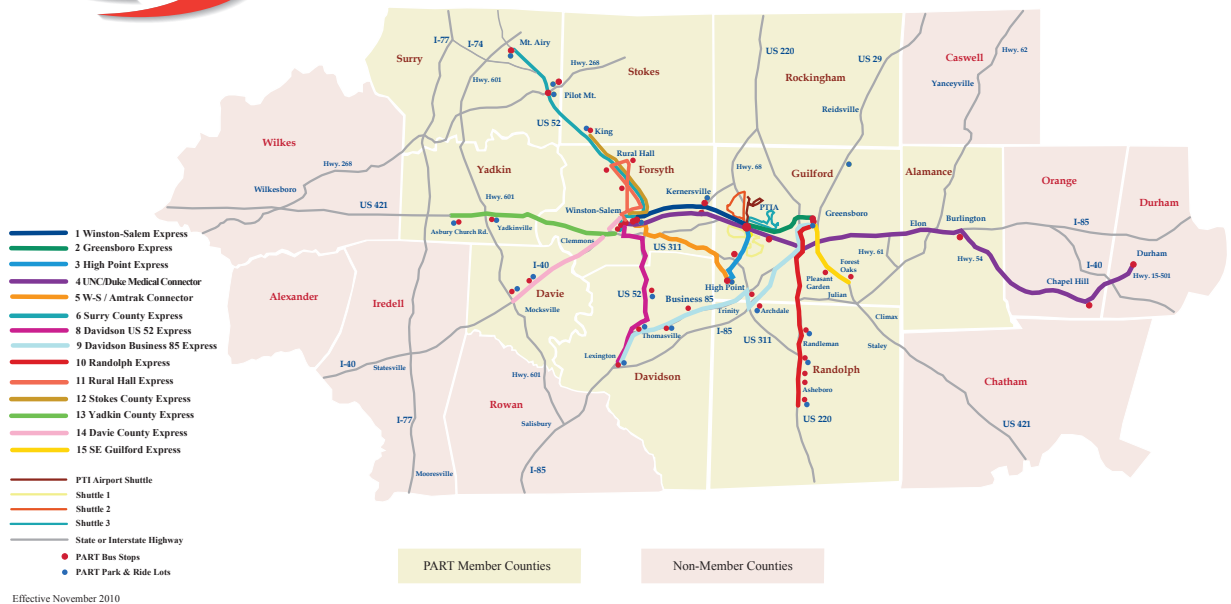 I-77
I-74
Mt. Airy
US 220
US 29
Caswell
Hwy. 62
Surry
Hwy. 601
Hwy. 268
Stokes
Rockingham
Yanceyville
Pilot Mt.
Reidsville
US 52
King
Wilkes
Rural Hall
Hwy. 268
Yadkin
Forsyth
Hwy. 68
Guilford
Alamance
Orange
Wilkesboro
US 421
Hwy. 601
Kernersville
PTIA
Durham
Winston-Salem
Greensboro
Elon
Burlington
I-85
Asbury Church Rd.
Yadkinville
Clemmons
US 311
Hwy. 61
Hwy. 54
Durham
I-40
Hwy. 15-501
Chapel Hill
Forest
Oaks
Pleasant
Garden
Julian
I-40
Davie
US 52
High Point
Business 85
Alexander
Iredell
Mocksville
Trinity
Archdale
Climax
Thomasville
I-85
US 311
Randleman
Staley
I-40
Statesville
Lexington
Davidson
Randolph
Hwy. 601
Rowan
Asheboro
Chatham
I-77
Salisbury
US 220
US 421
Mooresville
I-85
1 Winston-Salem Express
2 Greensboro Express
3 High Point Express
4 UNC/Duke Medical Connector
5 W-S / Amtrak Connector
6 Surry County Express
8 Davidson US 52 Express
9 Davidson Business 85 Express
10 Randolph Express
11 Rural Hall Express
12 Stokes County Express
13 Yadkin County Express
14 Davie County Express
15 SE Guilford Express
PTI Airport Shuttle
Shuttle 1
Shuttle 2
Shuttle 3
State or Interstate Highway
PART Bus Stops
PART Park & Ride Lots
PART Member Counties
Non-Member Counties
Effective November 2010